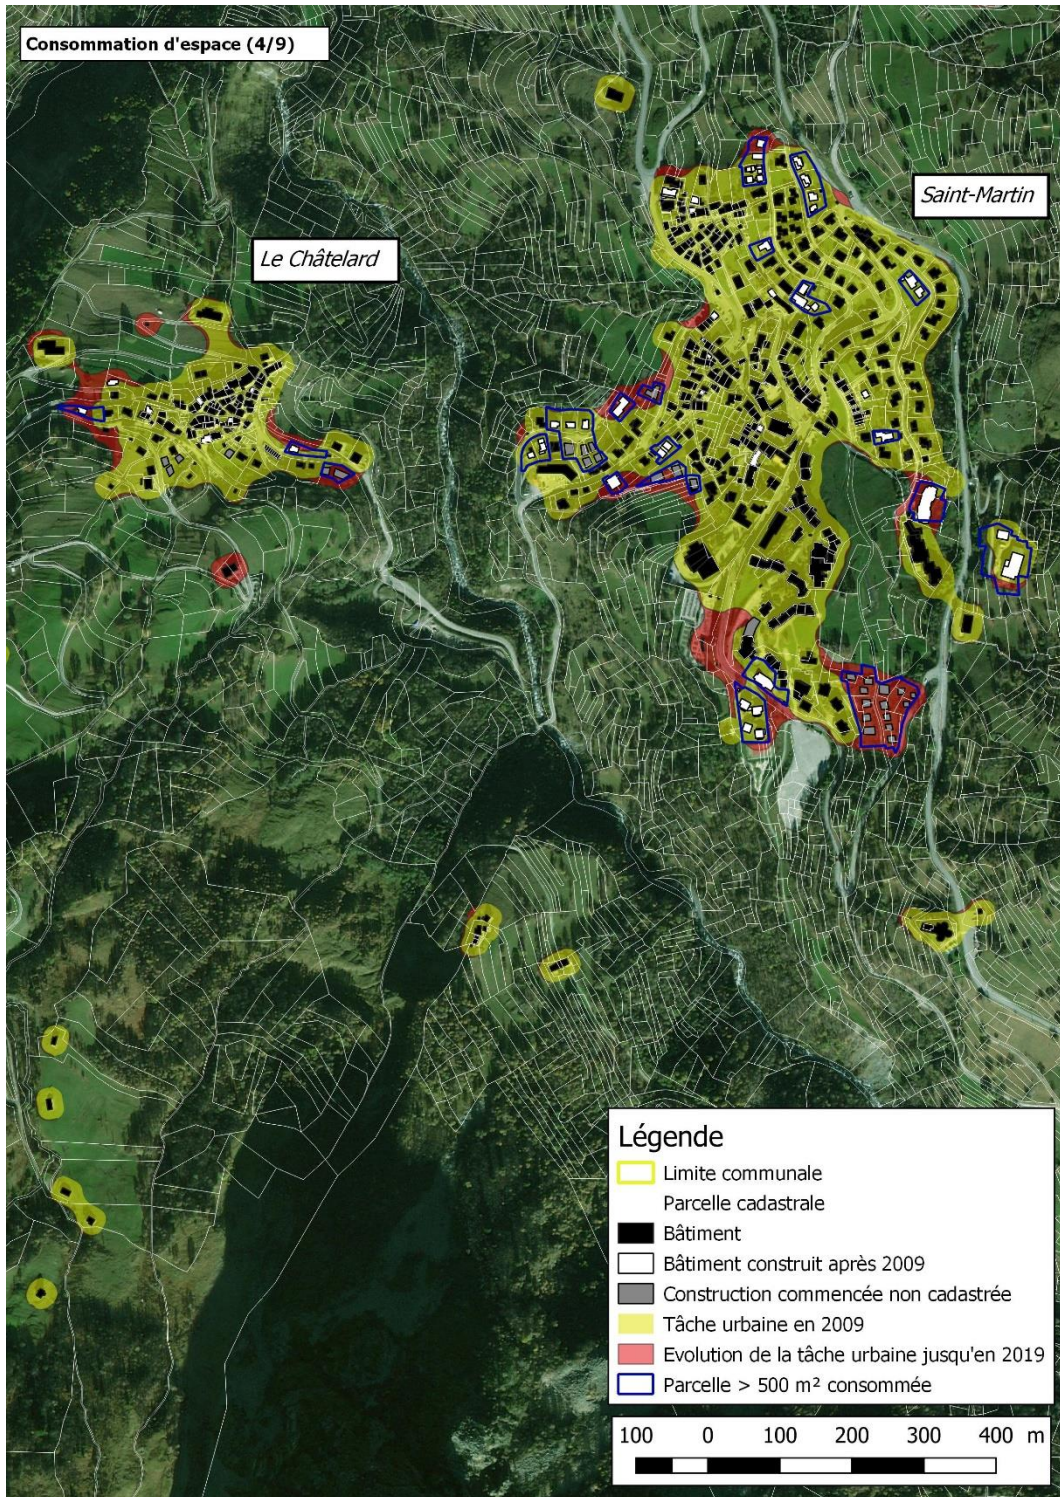 Consommation d'espace (4/9)
Saint-Martin
Le Châtelard
Légende
Limite communale
Parcelle cadastrale
Bâtiment
Bâtiment construit après 2009
Construction commencée non cadastrée
Tâche urbaine en 2009
Evolution de la tâche urbaine jusqu'en 2019
Parcelle > 500 m² consommée
100 0 100 200 300 400 m